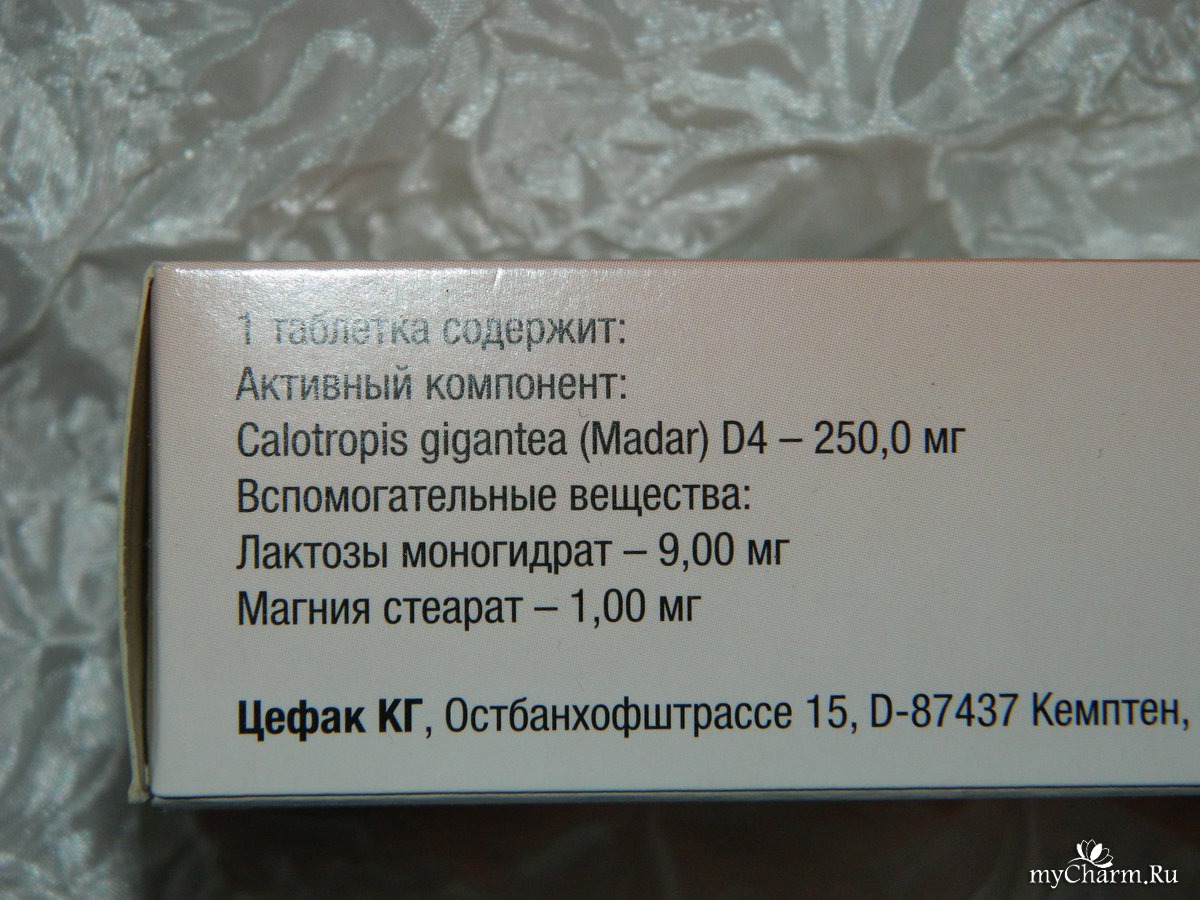 1 таблетка содержит:
Активный компонент:
Calotropis gigantea (Madar) D4 – 250,0 мг
Вспомогательные вещества:
Лактозы моногидрат – 9,00 мг
Магния стеарат – 1,00 мг
Цефак КГ, Остбанхофштрассе 15, D-87437 Кемптен,
myCharm.Ru